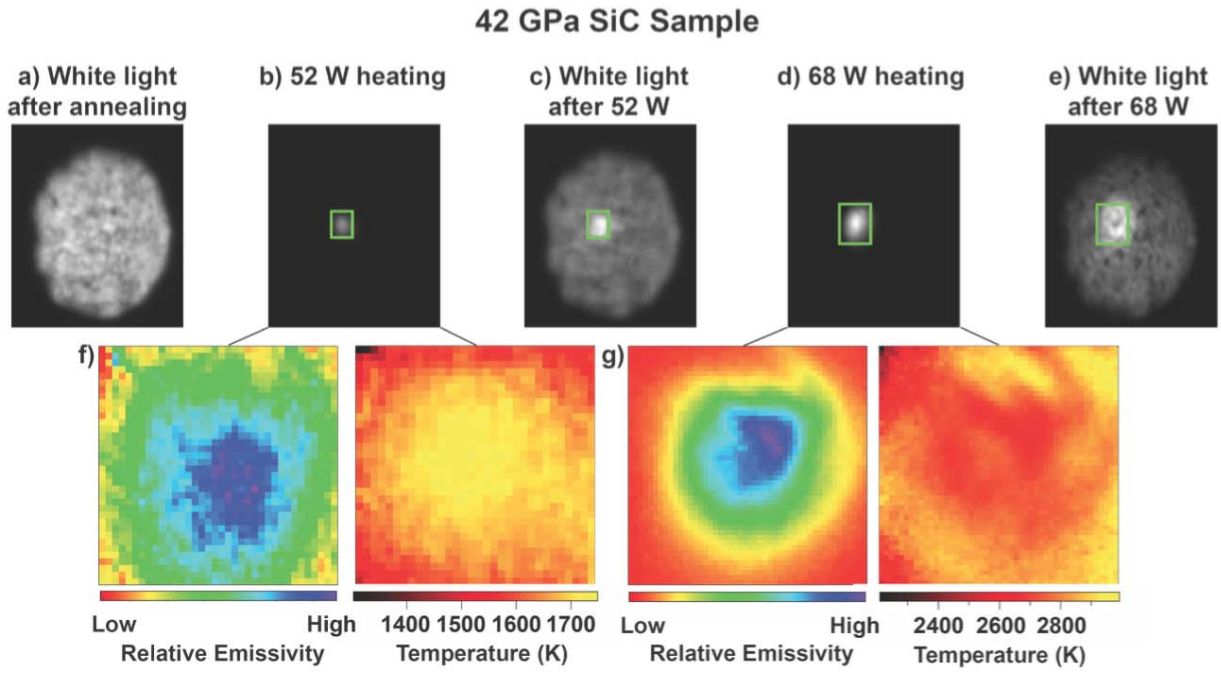 42 GPa SiC Sample
a) White light
after annealing
b) 52 W heating
c) White light
after 52 W
d) 68 W heating
e) White light
after 68 W
f)
g)
1400 1500 1600 1700
2400 2600 2800
Low High
Relative Emissivity
Temperature (K)
Low High
Relative Emissivity
Temperature (K)